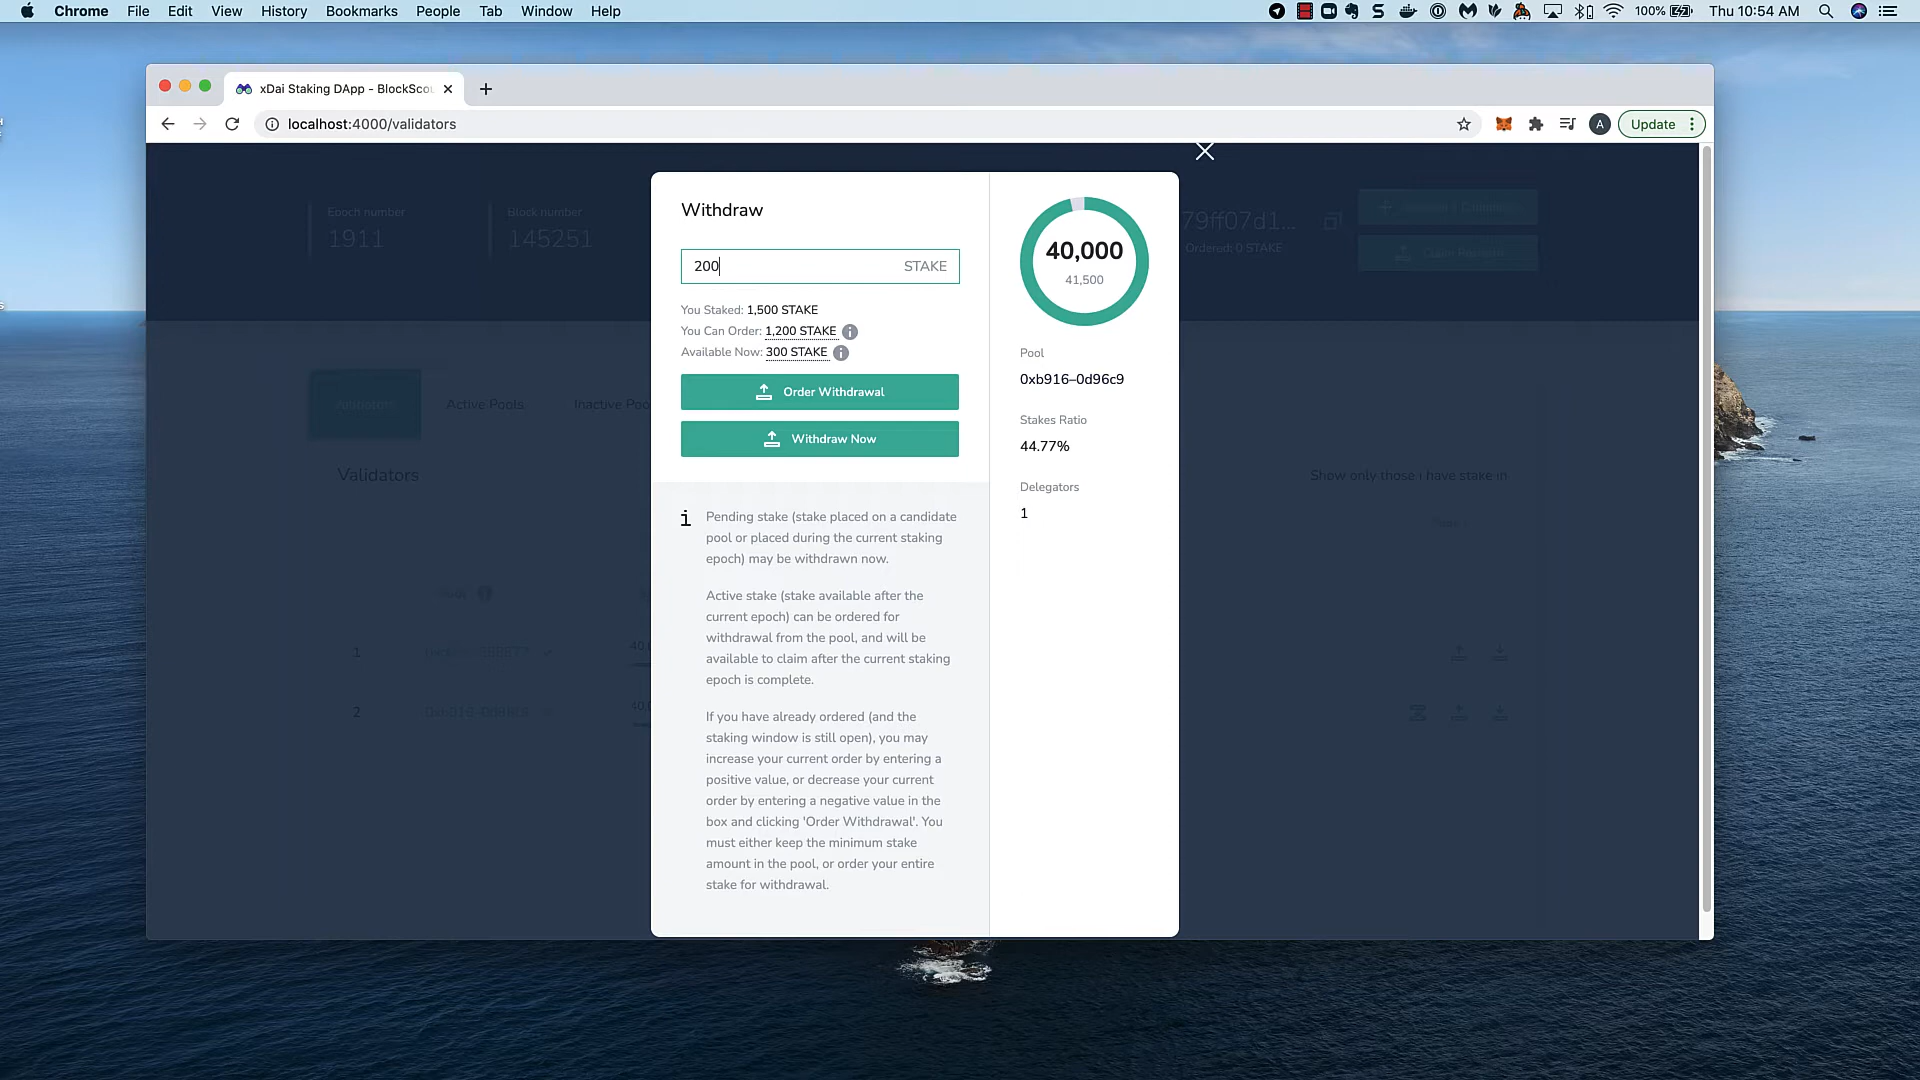 Chrome File Edit View History Bookmarks People Tab Window Help
100% Thu 10:54 AM
xDai Staking DApp - BlockScou
localhost:4000/validators
A
Update
Epoch number
1911
Block number
145251
79ff07d1...
Ordered: 0 STAKE
Claim Reward
Withdraw
200
STAKE
You Staked: 1,500 STAKE
You Can Order: 1,200 STAKE i
Available Now: 300 STAKE i
Order Withdrawal
Withdraw Now
i
Pending stake (stake placed on a candidate
pool or placed during the current staking
epoch) may be withdrawn now.
Active stake (stake available after the
current epoch) can be ordered for
withdrawal from the pool, and will be
available to claim after the current staking
epoch is complete.
If you have already ordered (and the
staking window is still open), you may
increase your current order by entering a
positive value, or decrease your current
order by entering a negative value in the
box and clicking 'Order Withdrawal'. You
must either keep the minimum stake
amount in the pool, or order your entire
stake for withdrawal.
40,000
41,500
Pool
0xb916–0d96c9
Stakes Ratio
44.77%
Delegators
1
Validators
Active Pools
Inactive Poo
Validators
Show only those I have stake in
1
2